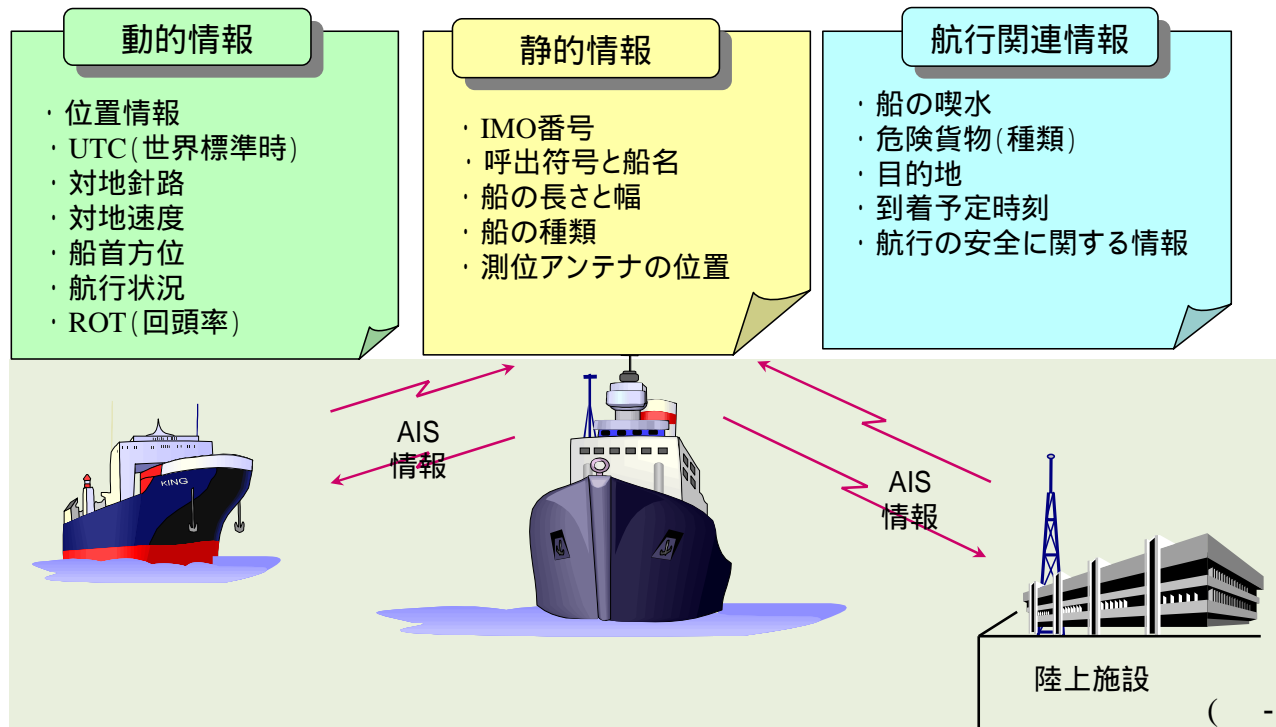 動的情報
・位置情報
・UTC(世界標準時)
・対地針路
・対地速度
・船首方位
・航行状況
・ROT(回頭率)
静的情報
・IMO番号
・呼出符号と船名
・船の長さと幅
・船の種類
・測位アンテナの位置
航行関連情報
・船の喫水
・危険貨物(種類)
・目的地
・到着予定時刻
・航行の安全に関する情報
AIS
情報
KING
AIS
情報
陸上施設
( -